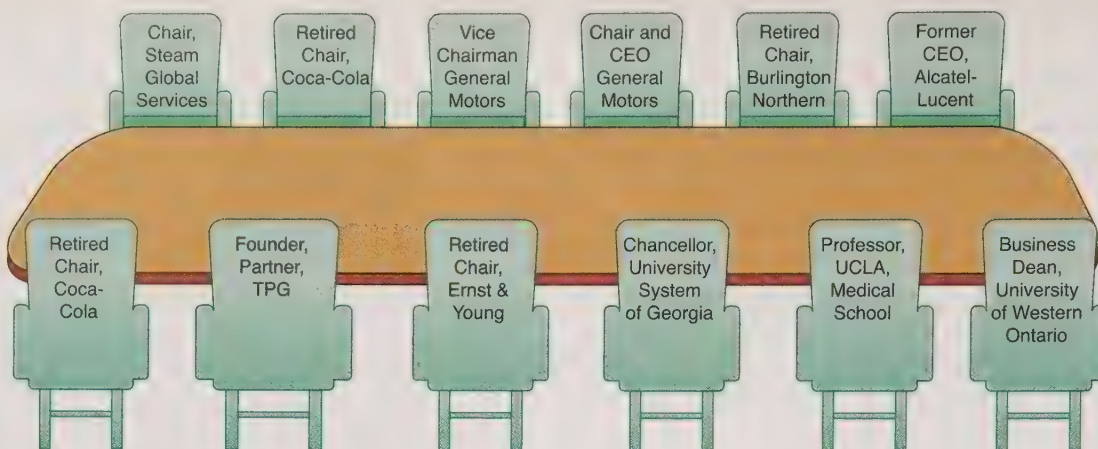 Chair,
Steam
Global
Services
Retired
Chair,
Coca-Cola
Vice
Chairman
General
Motors
Chair and
CEO
General
Motors
Retired
Chair,
Burlington
Northern
Former
CEO,
Alcatel-
Lucent
Retired
Chair,
Coca-
Cola
Founder,
Partner,
TPG
Retired
Chair,
Ernst &
Young
Chancellor,
University
System
of Georgia
Professor,
UCLA,
Medical
School
Business
Dean,
University
of Western
Ontario